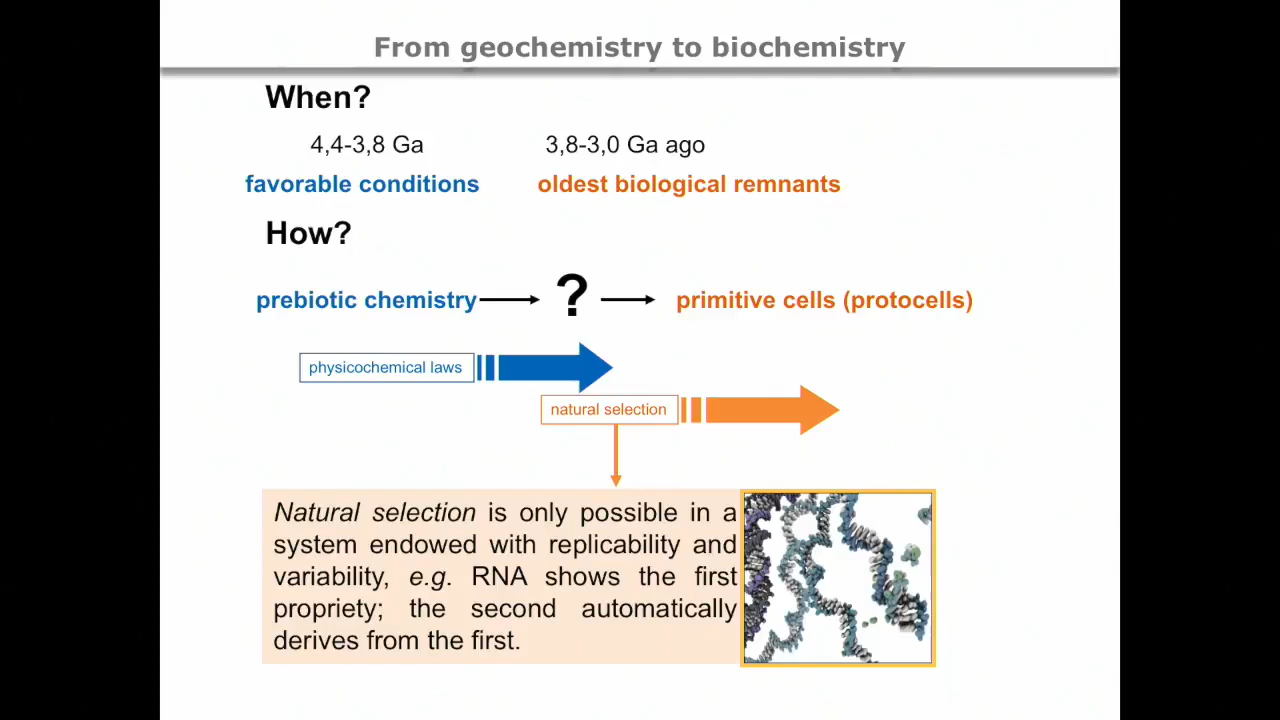 From geochemistry to biochemistry
When?
4,4-3,8 Ga 3,8-3,0 Ga ago
favorable conditions oldest biological remnants
How?
prebiotic chemistry ? primitive cells (protocells)
physicochemical laws
natural selection
Natural selection is only possible in a
system endowed with replicability and
variability, e.g. RNA shows the first
propriety; the second automatically
derives from the first.